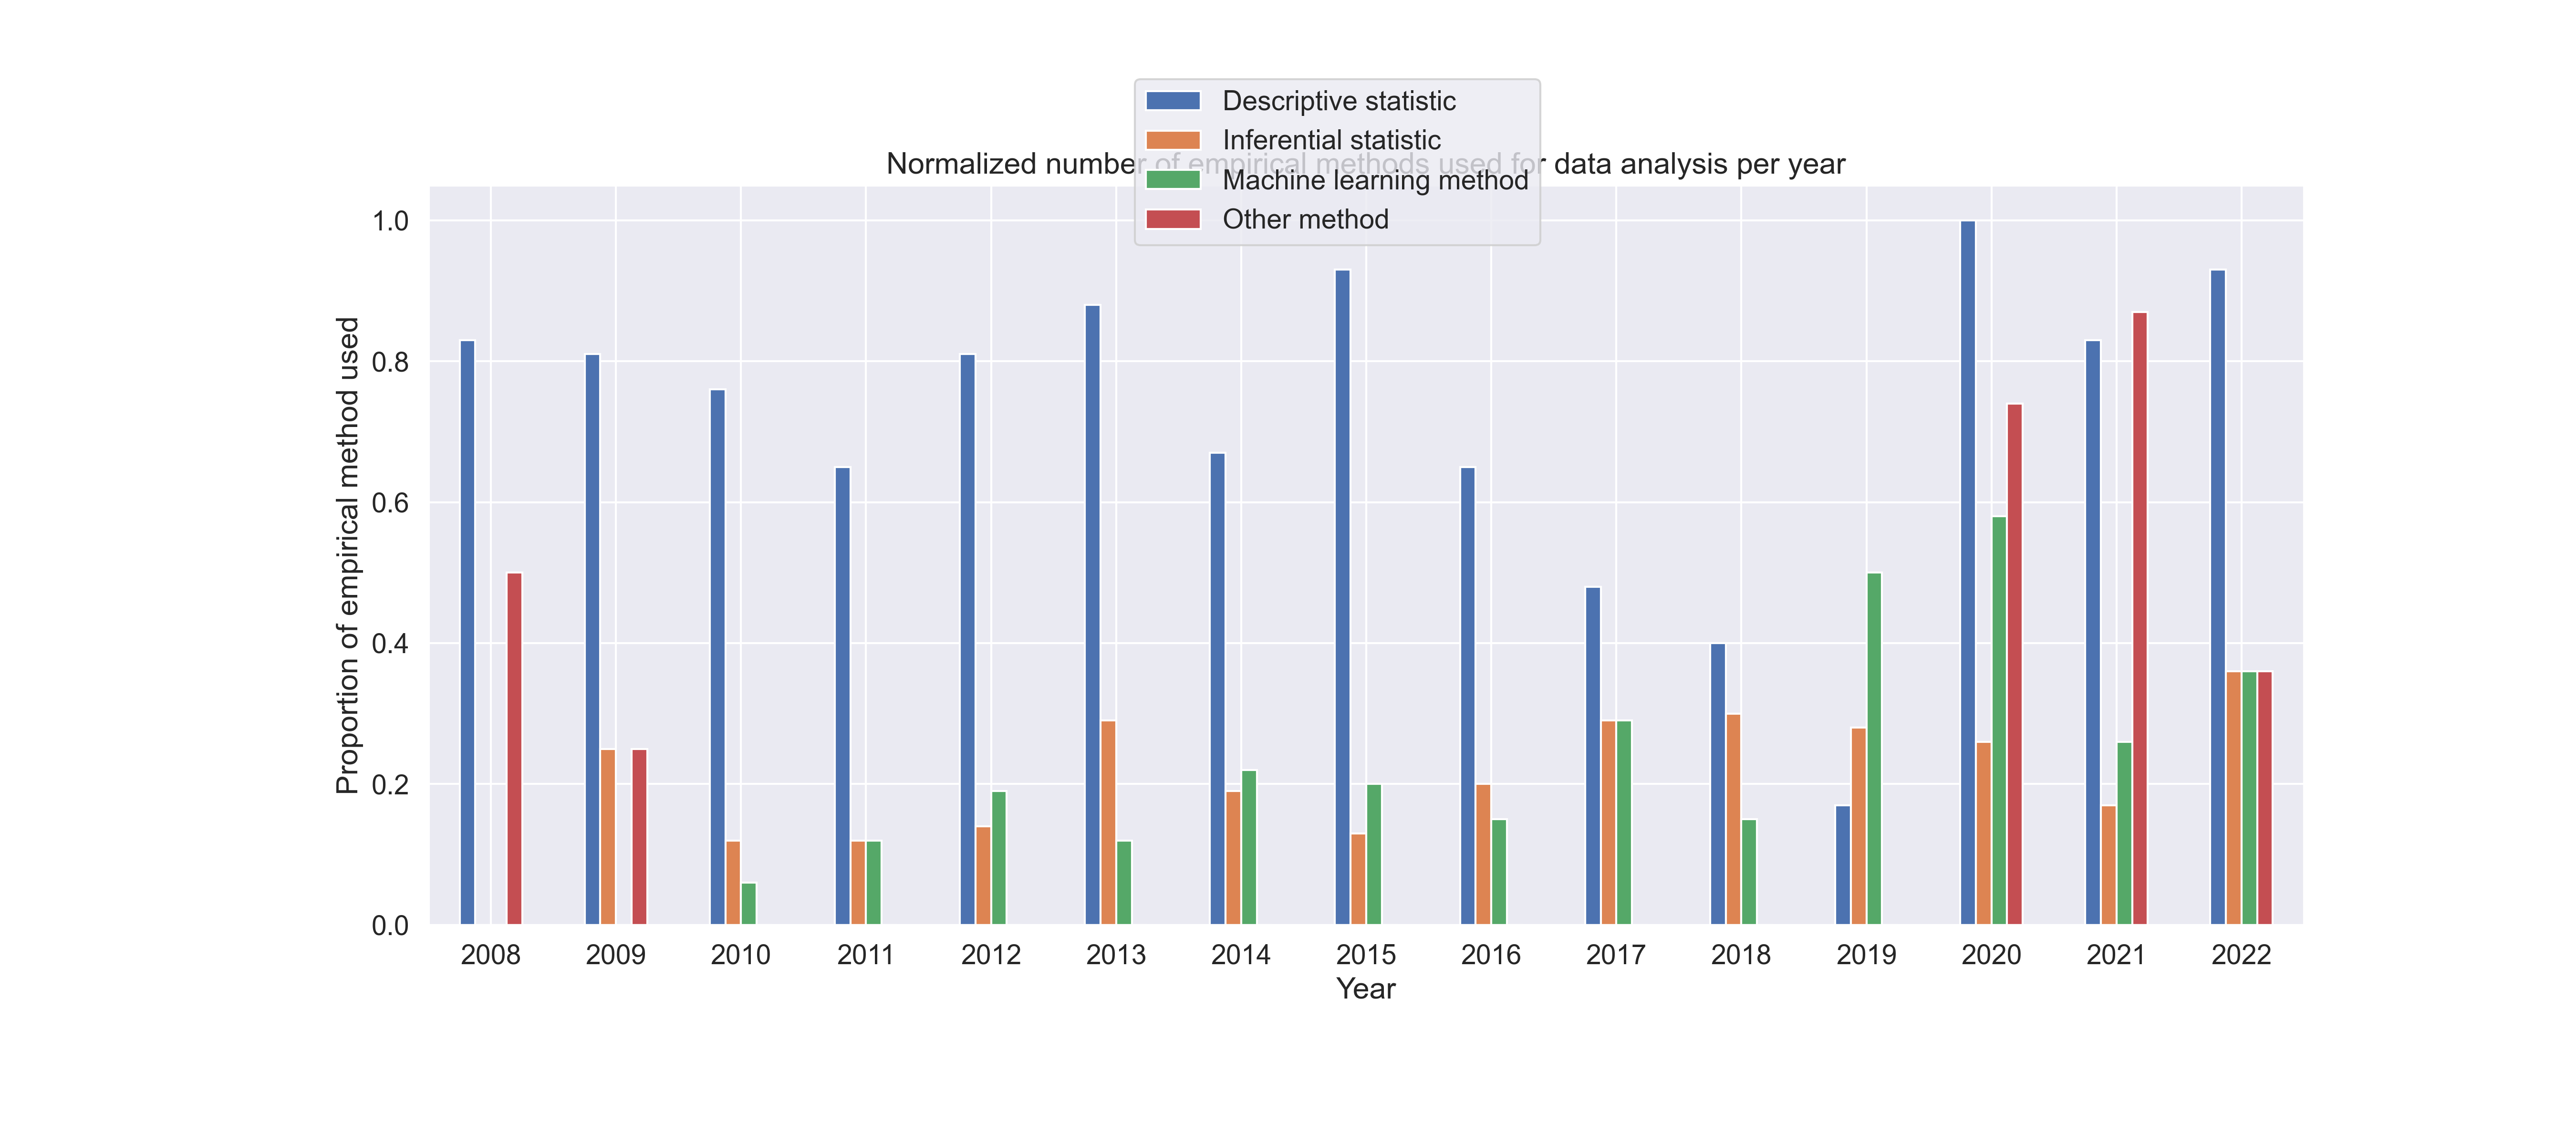 Descriptive statistic
Inferential statistic
Machine learning method
Other method
Normalized number of empirical methods used for data analysis per year
Proportion of empirical method used
1.0
0.8
0.6
0.4
0.2
0.0
2008 2009 2010 2011 2012 2013 2014 2015 2016 2017 2018 2019 2020 2021 2022
Year